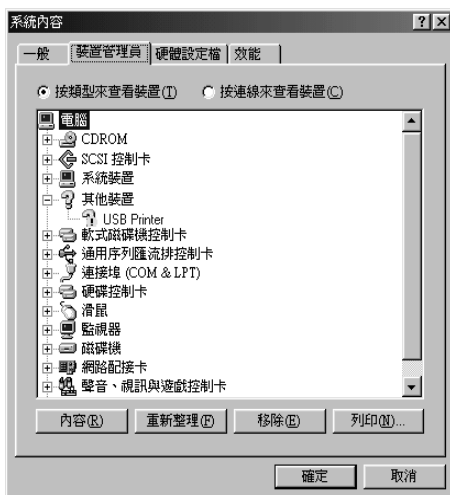 系統內容
一般 裝置管理員 硬體設定檔 效能
按類型來查看裝置(T) 按連線來查看裝置(C)
電腦
CDROM
SCSI 控制卡
系統裝置
其他裝置
USB Printer
軟式磁碟機控制卡
通用序列匯流排控制卡
連接埠 (COM & LPT)
硬碟控制卡
滑鼠
監視器
磁碟機
網路配接卡
聲音、視訊與遊戲控制卡
內容(R) 重新整理(F) 移除(E) 列印(N)...
確定 取消